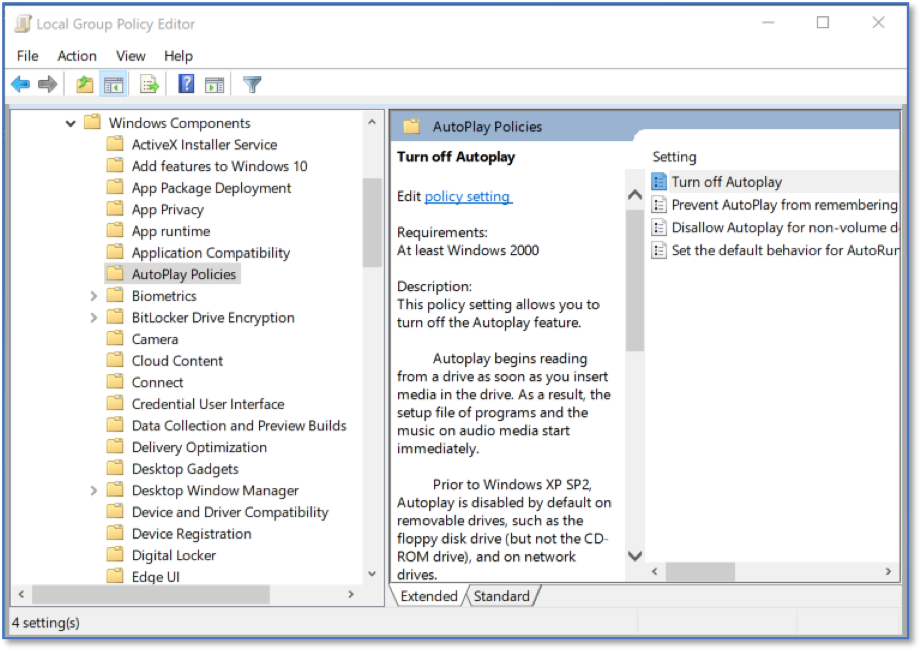 Local Group Policy Editor
File Action View Help
Windows Components
ActiveX Installer Service
Add features to Windows 10
App Package Deployment
App Privacy
App runtime
Application Compatibility
AutoPlay Policies
Biometrics
BitLocker Drive Encryption
Camera
Cloud Content
Connect
Credential User Interface
Data Collection and Preview Builds
Delivery Optimization
Desktop Gadgets
Desktop Window Manager
Device and Driver Compatibility
Device Registration
Digital Locker
Edge UI
AutoPlay Policies
Turn off Autoplay
Edit policy setting
Requirements:
At least Windows 2000
Description:
This policy setting allows you to
turn off the Autoplay feature.
Autoplay begins reading
from a drive as soon as you insert
media in the drive. As a result, the
setup file of programs and the
music on audio media start
immediately.
Prior to Windows XP SP2,
Autoplay is disabled by default on
removable drives, such as the
floppy disk drive (but not the CD-
ROM drive), and on network
drives.
Setting
Turn off Autoplay
Prevent AutoPlay from remembering
Disallow Autoplay for non-volume d
Set the default behavior for AutoRun
Extended Standard
4 setting(s)